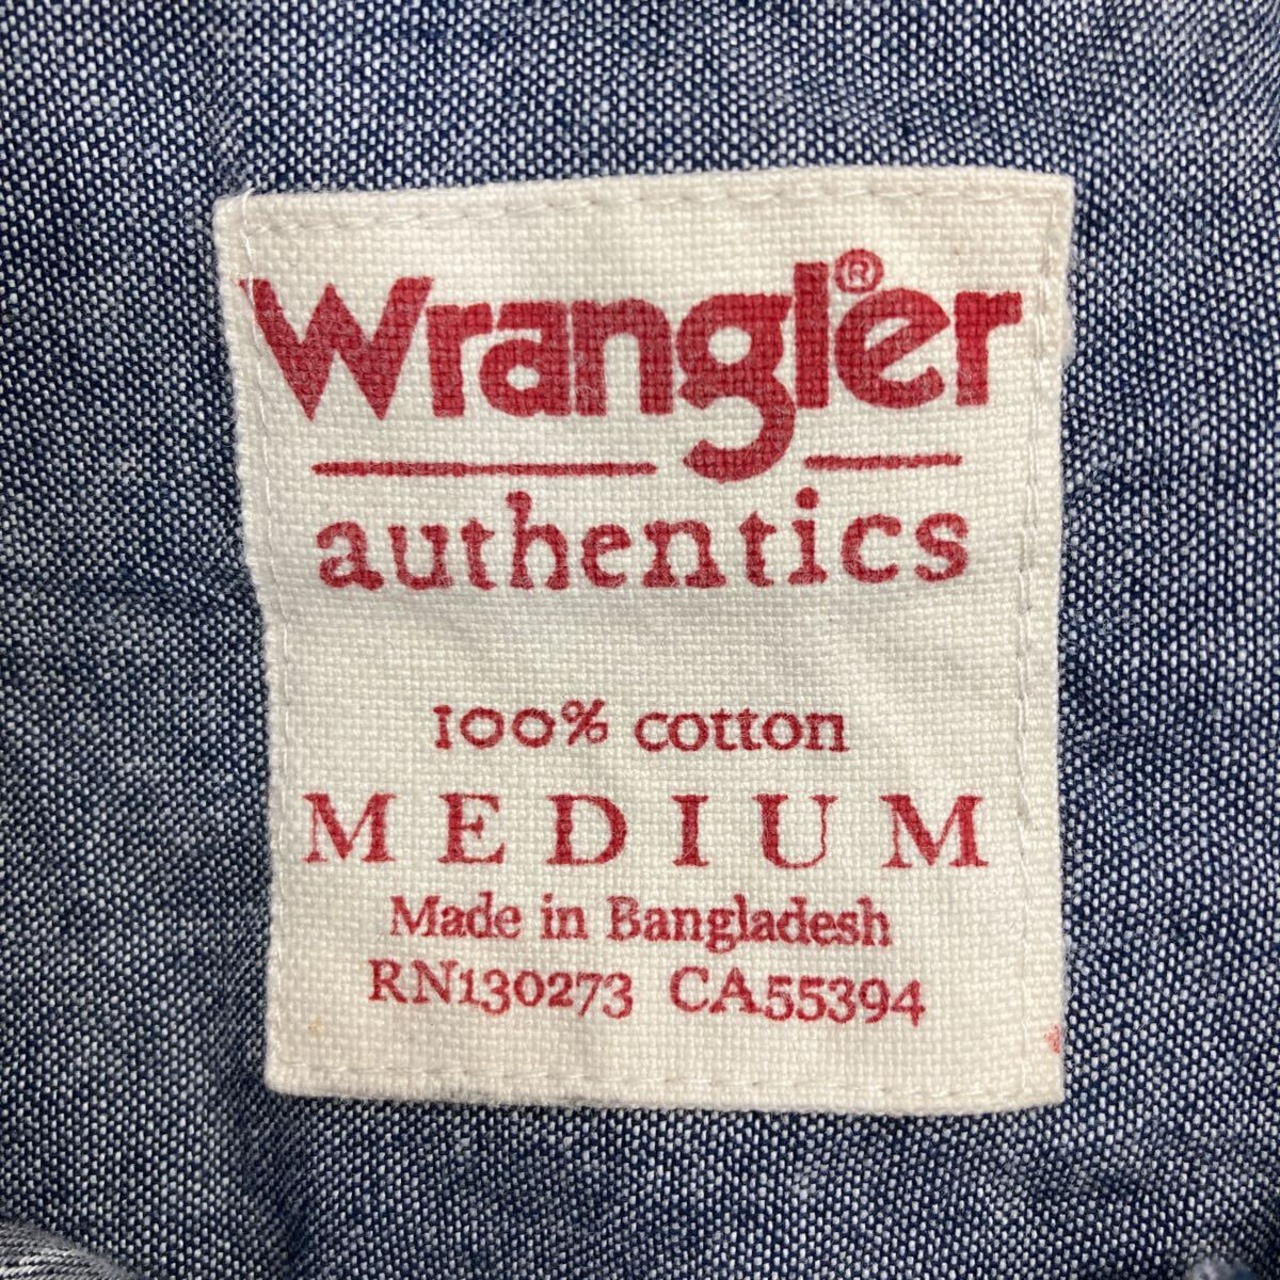 Wrangler®
authentics
100% cotton
MEDIUM
Made in Bangladesh
RN130273 CA55394